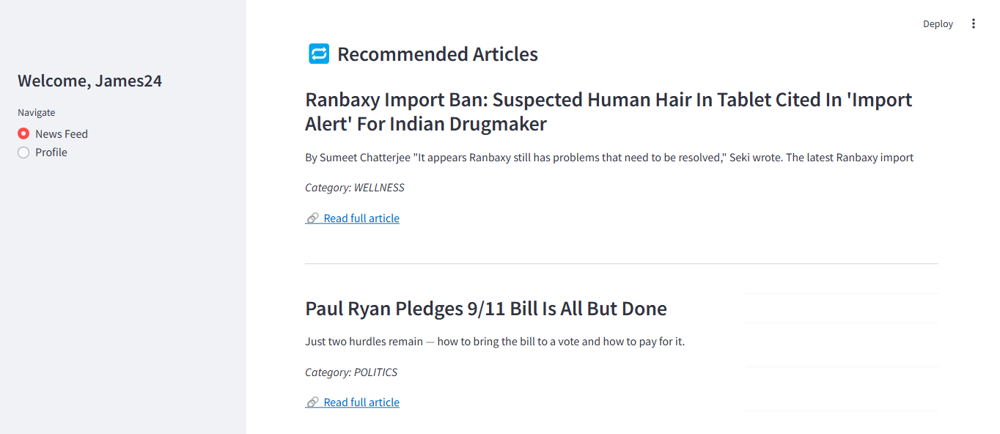 Deploy
Welcome, James24
Navigate
News Feed
Profile
Recommended Articles
Ranbaxy Import Ban: Suspected Human Hair In Tablet Cited In 'Import
Alert' For Indian Drugmaker
By Sumeet Chatterjee "It appears Ranbaxy still has problems that need to be resolved," Seki wrote. The latest Ranbaxy import
Category: WELLNESS
Read full article
Paul Ryan Pledges 9/11 Bill Is All But Done
Just two hurdles remain — how to bring the bill to a vote and how to pay for it.
Category: POLITICS
Read full article